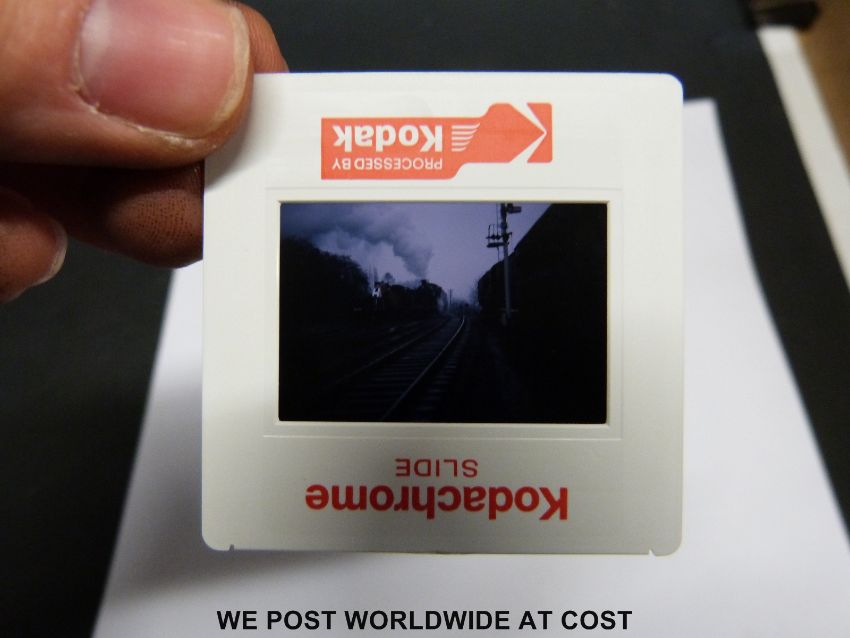 PROCESSED BY
Kodak
Kodachrome
SLIDE
WE POST WORLDWIDE AT COST